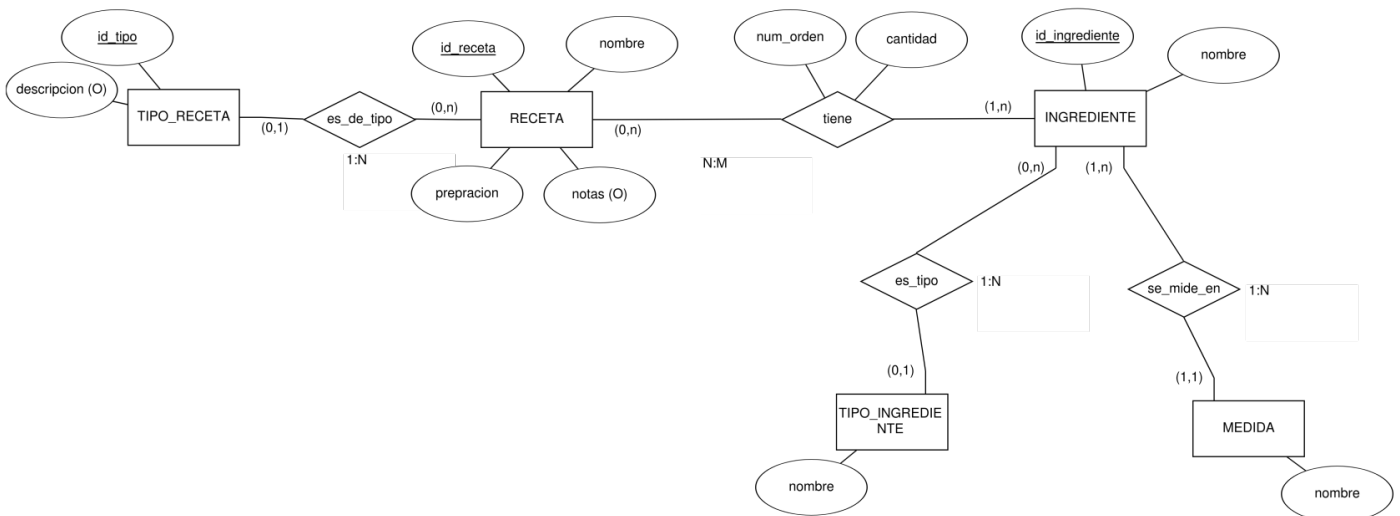 id_tipo
descripcion (O)
TIPO_RECETA
(0,1)
es_de_tipo
1:N
(0,n)
id_receta
nombre
RECETA
prepracion
notas (O)
(0,n)
N:M
num_orden
cantidad
tiene
(1,n)
id_ingrediente
nombre
INGREDIENTE
(0,n)
(1,n)
es_tipo
1:N
se_mide_en
1:N
(0,1)
(1,1)
TIPO_INGREDIE
NTE
MEDIDA
nombre
nombre